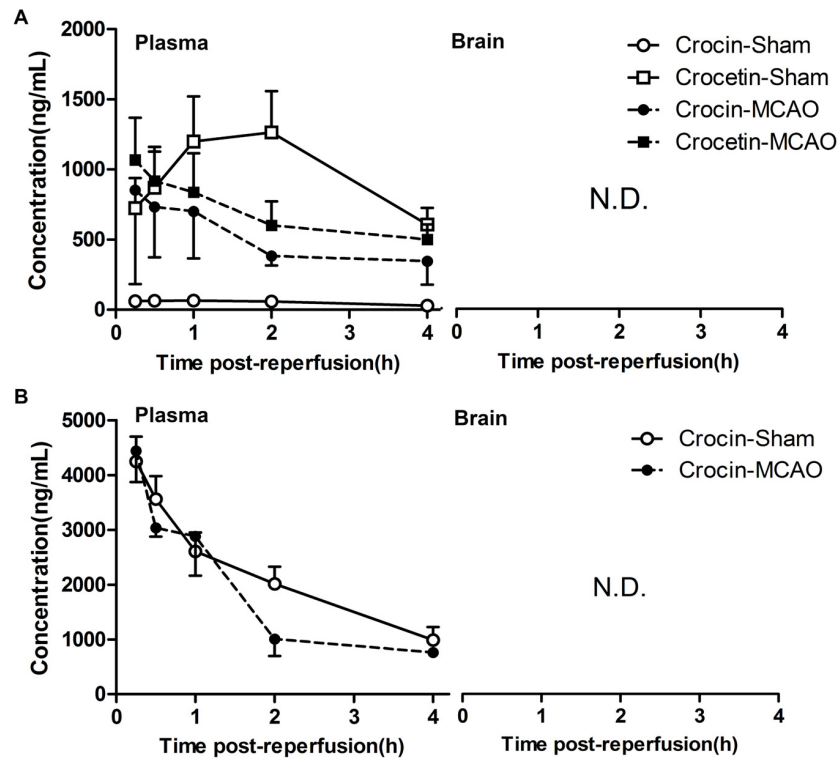 A
Plasma
Brain
Crocin-Sham
Crocetin-Sham
Crocin-MCAO
Crocetin-MCAO
Concentration(ng/mL)
2000
1500
1000
500
0
N.D.
0 1 2 3 4
0 1 2 3 4
Time post-reperfusion(h)
Time post-reperfusion(h)
B
Plasma
Brain
Crocin-Sham
Crocin-MCAO
Concentration(ng/mL)
5000
4000
3000
2000
1000
0
N.D.
0 1 2 3 4
0 1 2 3 4
Time post-reperfusion(h)
Time post-reperfusion(h)